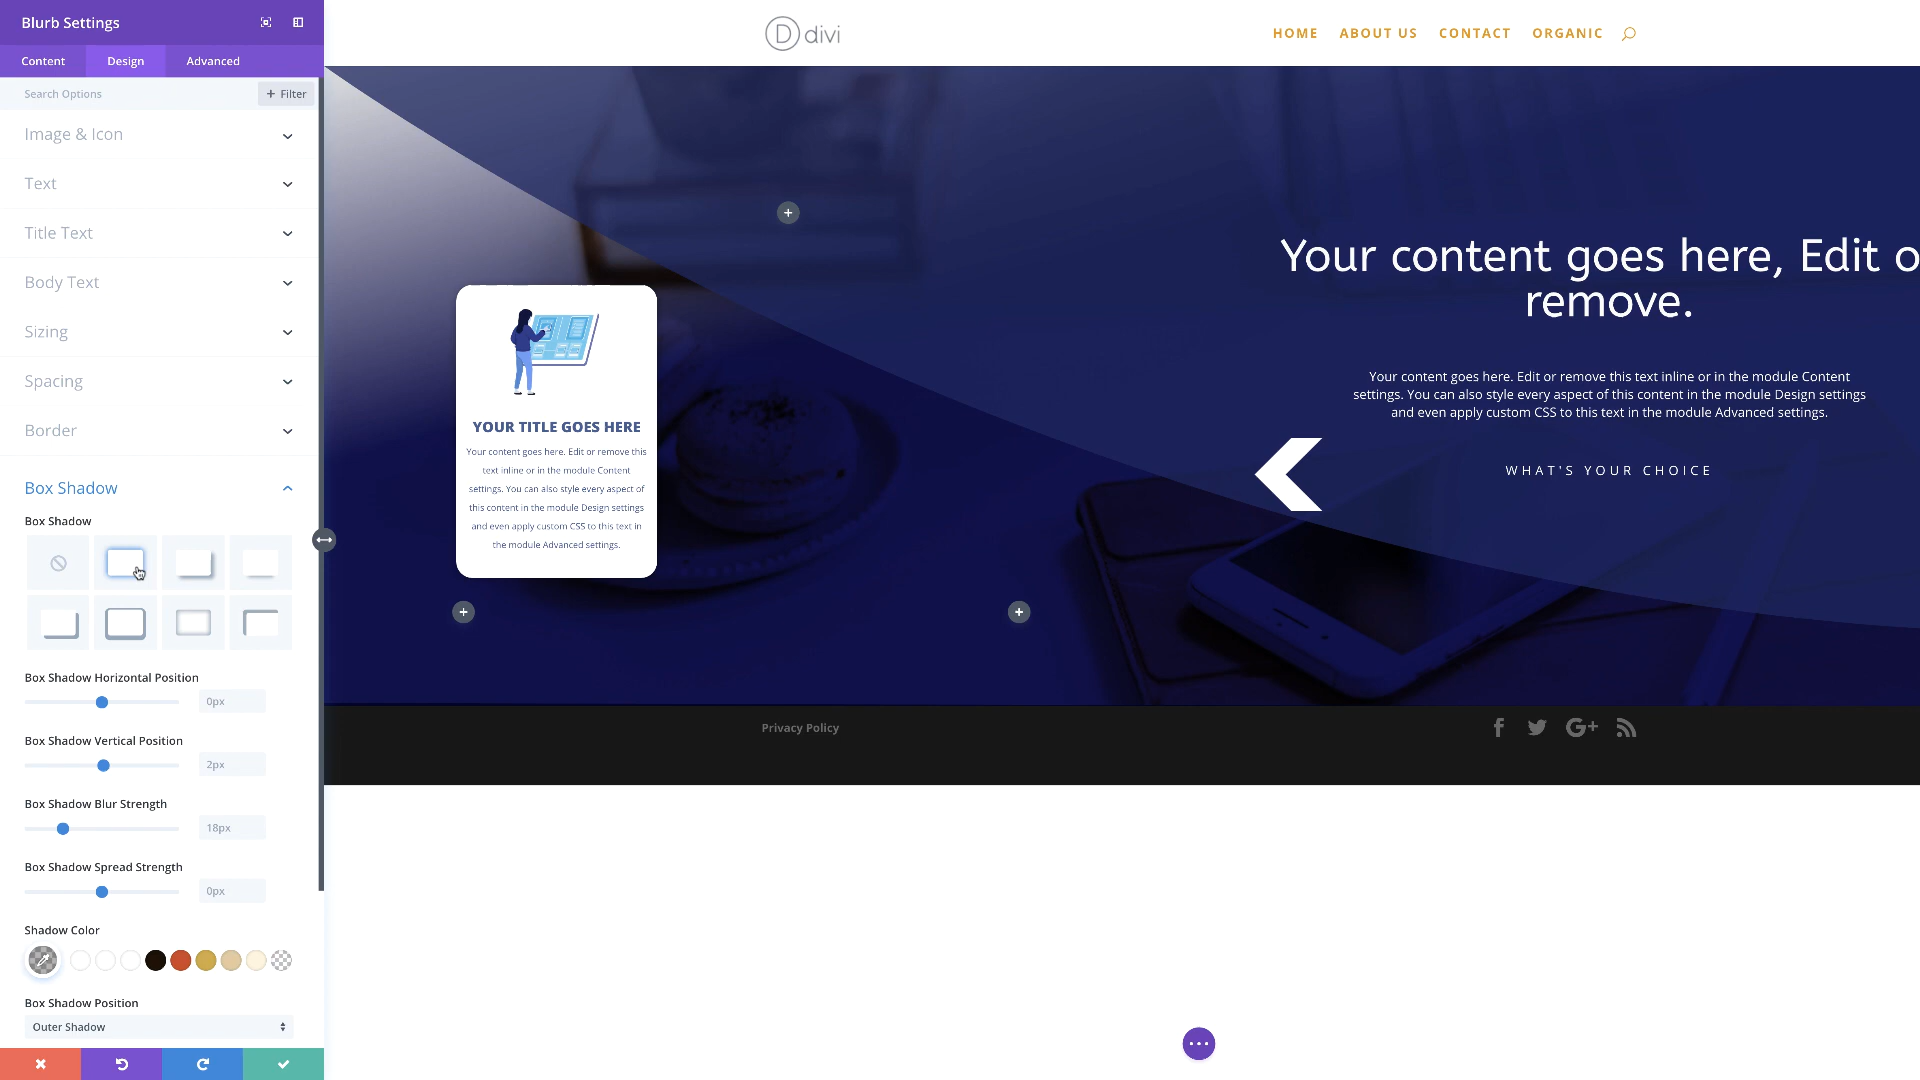 Blurb Settings
Content
Design
Advanced
Search Options
+ Filter
Image & Icon
Text
Title Text
Body Text
Sizing
Spacing
Border
Box Shadow
Box Shadow
Box Shadow Horizontal Position
0px
Box Shadow Vertical Position
2px
Box Shadow Blur Strength
18px
Box Shadow Spread Strength
0px
Shadow Color
Box Shadow Position
Outer Shadow
D divi
HOME
ABOUT US
CONTACT
ORGANIC
YOUR TITLE GOES HERE
Your content goes here. Edit or remove this
text inline or in the module Content
settings. You can also style every aspect of
this content in the module Design settings
and even apply custom CSS to this text in
the module Advanced settings.
Your content goes here, Edit o
remove.
Your content goes here. Edit or remove this text inline or in the module Content
settings. You can also style every aspect of this content in the module Design settings
and even apply custom CSS to this text in the module Advanced settings.
WHAT'S YOUR CHOICE
Privacy Policy
G+